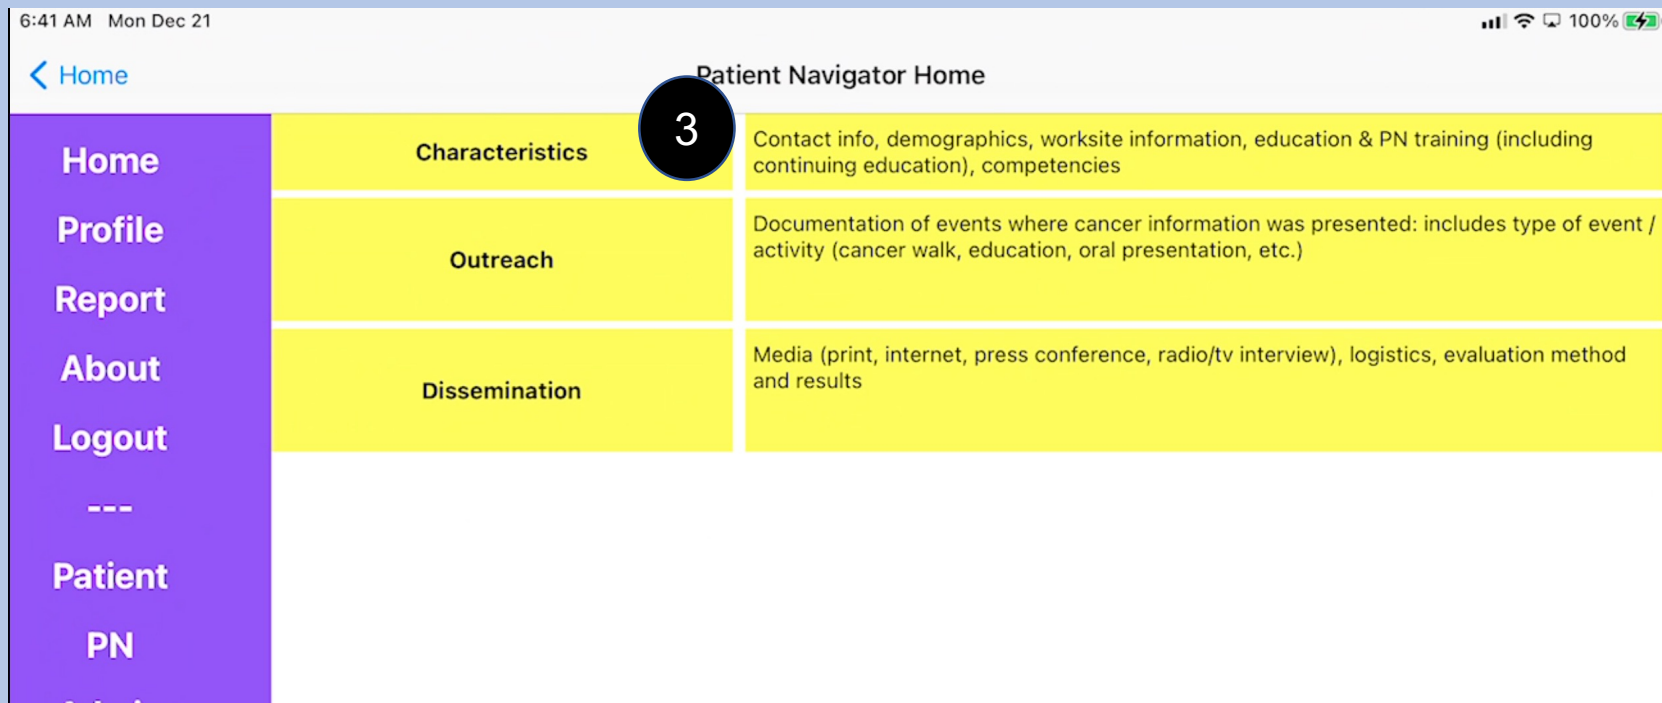 6:41 AM Mon Dec 21
100%
Home
Patient Navigator Home
3
Home
Profile
Report
About
Logout
---
Patient
PN
Characteristics
Contact info, demographics, worksite information, education & PN training (including
continuing education), competencies
Outreach
Documentation of events where cancer information was presented: includes type of event /
activity (cancer walk, education, oral presentation, etc.)
Dissemination
Media (print, internet, press conference, radio/tv interview), logistics, evaluation method
and results